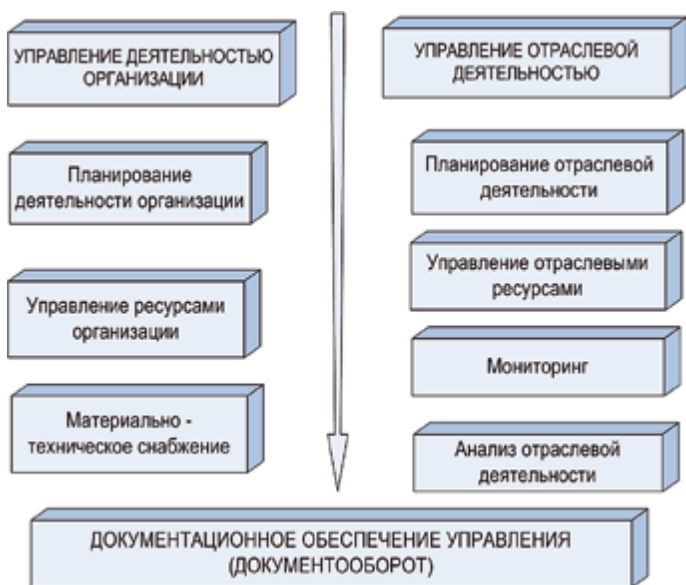 УПРАВЛЕНИЕ ДЕЯТЕЛЬНОСТЬЮ
ОРГАНИЗАЦИИ
Планирование
деятельности организации
Управление ресурсами
организации
Материально -
техническое снабжение
УПРАВЛЕНИЕ ОТРАСЛЕВОЙ
ДЕЯТЕЛЬНОСТЬЮ
Планирование отраслевой
деятельности
Управление отраслевыми
ресурсами
Мониторинг
Анализ отраслевой
деятельности
ДОКУМЕНТАЦИОННОЕ ОБЕСПЕЧЕНИЕ УПРАВЛЕНИЯ
(ДОКУМЕНТООБОРОТ)